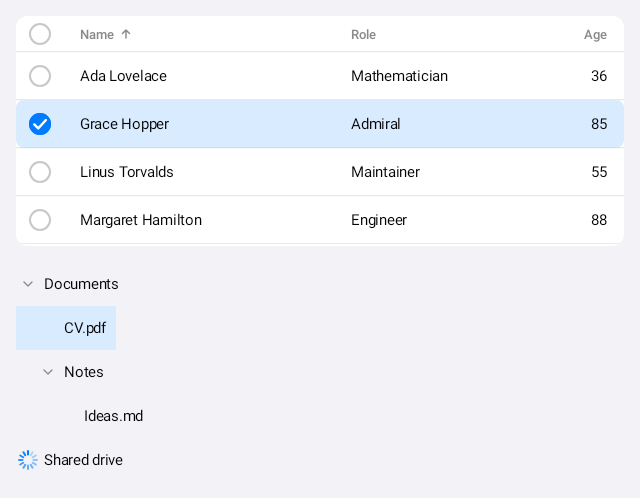 Name Role Age
Ada Lovelace Mathematician 36
Grace Hopper Admiral 85
Linus Torvalds Maintainer 55
Margaret Hamilton Engineer 88
Documents
CV.pdf
Notes
Ideas.md
Shared drive